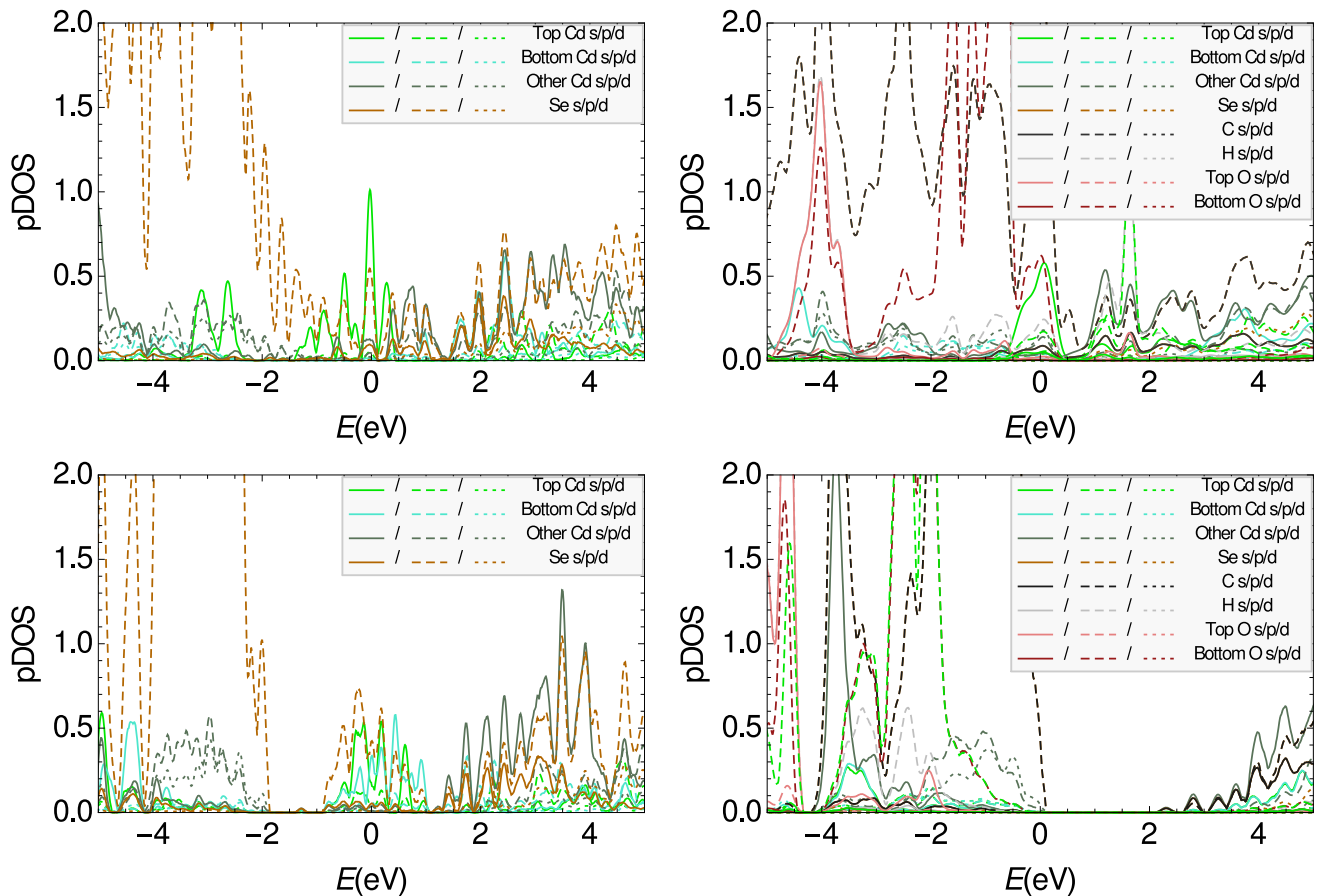 2.0
1.5
1.0
0.5
0.0
pDOS
−4 −2 0 2 4
E(eV)
/ / Top Cd s/p/d
/ / Bottom Cd s/p/d
/ / Other Cd s/p/d
/ / Se s/p/d
2.0
1.5
1.0
0.5
0.0
pDOS
−4 −2 0 2 4
E(eV)
/ / Top Cd s/p/d
/ / Bottom Cd s/p/d
/ / Other Cd s/p/d
/ / Se s/p/d
/ / C s/p/d
/ / H s/p/d
/ / Top O s/p/d
/ / Bottom O s/p/d
2.0
1.5
1.0
0.5
0.0
pDOS
−4 −2 0 2 4
E(eV)
/ / Top Cd s/p/d
/ / Bottom Cd s/p/d
/ / Other Cd s/p/d
/ / Se s/p/d
2.0
1.5
1.0
0.5
0.0
pDOS
−4 −2 0 2 4
E(eV)
/ / Top Cd s/p/d
/ / Bottom Cd s/p/d
/ / Other Cd s/p/d
/ / Se s/p/d
/ / C s/p/d
/ / H s/p/d
/ / Top O s/p/d
/ / Bottom O s/p/d